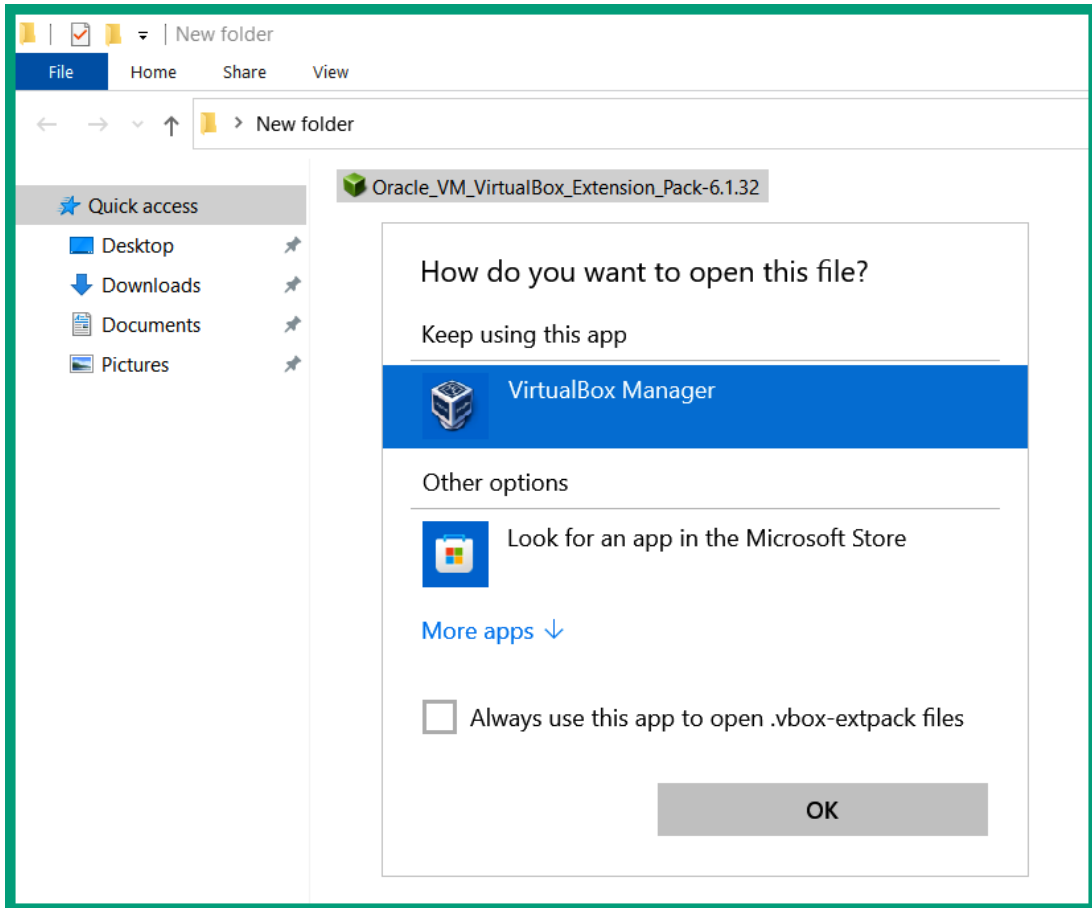 New folder
File Home Share View
New folder
Oracle_VM_VirtualBox_Extension_Pack-6.1.32
Quick access
Desktop
Downloads
Documents
Pictures
How do you want to open this file?
Keep using this app
VirtualBox Manager
Other options
Look for an app in the Microsoft Store
More apps
Always use this app to open .vbox-extpack files
OK